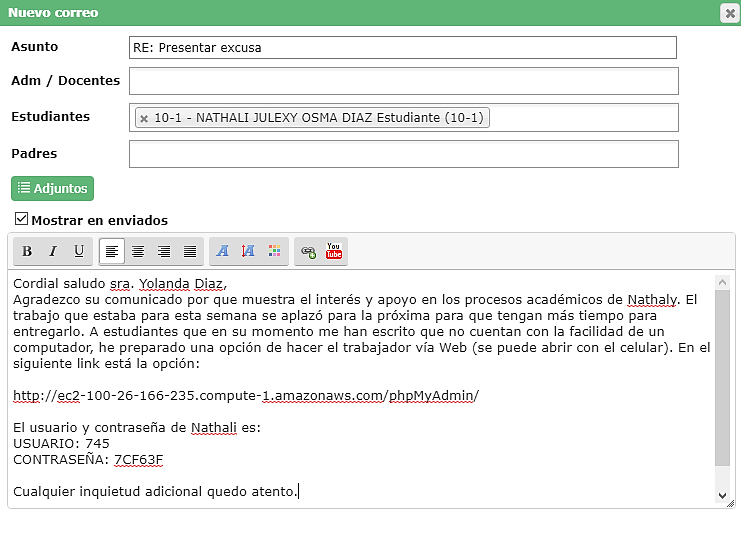 Nuevo correo
Asunto
RE: Presentar excusa
Adm / Docentes
Estudiantes
10-1 - NATHALI JULEXY OSMA DIAZ Estudiante (10-1)
Padres
Adjuntos
Mostrar en enviados
B I U A A You Tube
Cordial saludo sra. Yolanda Diaz,
Agradezco su comunicado por que muestra el interés y apoyo en los procesos académicos de Nathaly. El
trabajo que estaba para esta semana se aplazó para la próxima para que tengan más tiempo para
entregarlo. A estudiantes que en su momento me han escrito que no cuentan con la facilidad de un
computador, he preparado una opción de hacer el trabajador vía Web (se puede abrir con el celular). En el
siguiente link está la opción:
http://ec2-100-26-166-235.compute-1.amazonaws.com/phpMyAdmin/
El usuario y contraseña de Nathali es:
USUARIO: 745
CONTRASEÑA: 7CF63F
Cualquier inquietud adicional quedo atento.